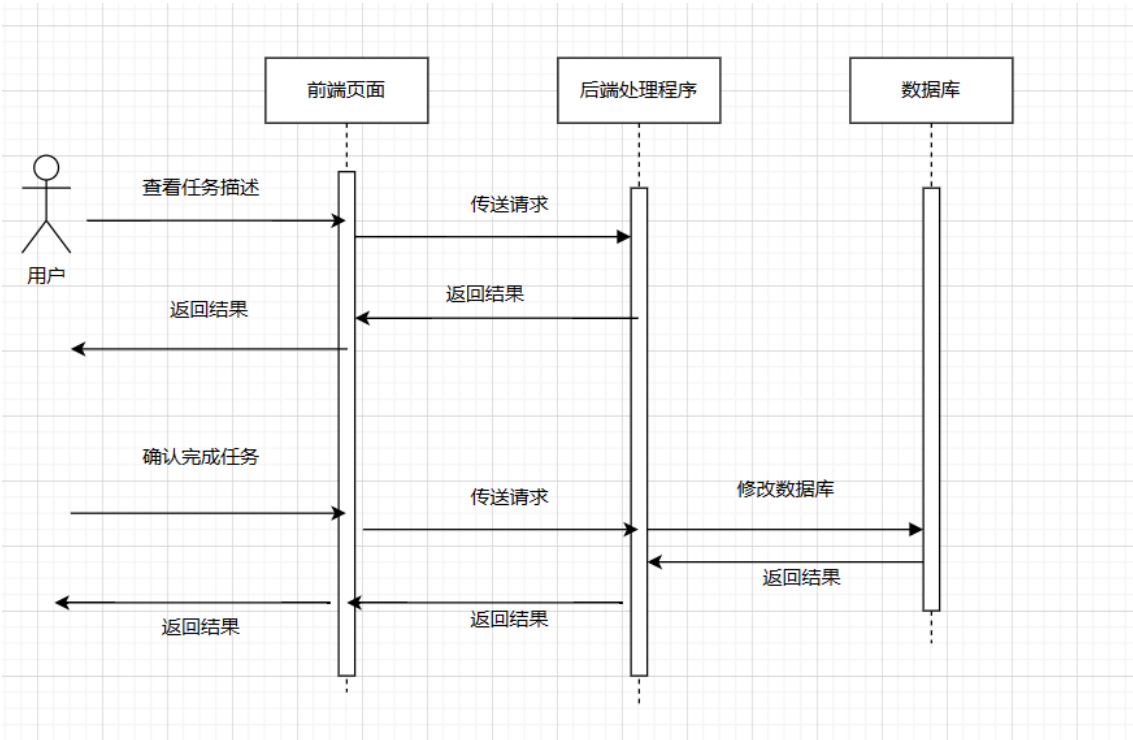 前端页面
后端处理程序
数据库
查看任务描述
传送请求
用户
返回结果
返回结果
确认完成任务
传送请求
修改数据库
返回结果
返回结果
返回结果